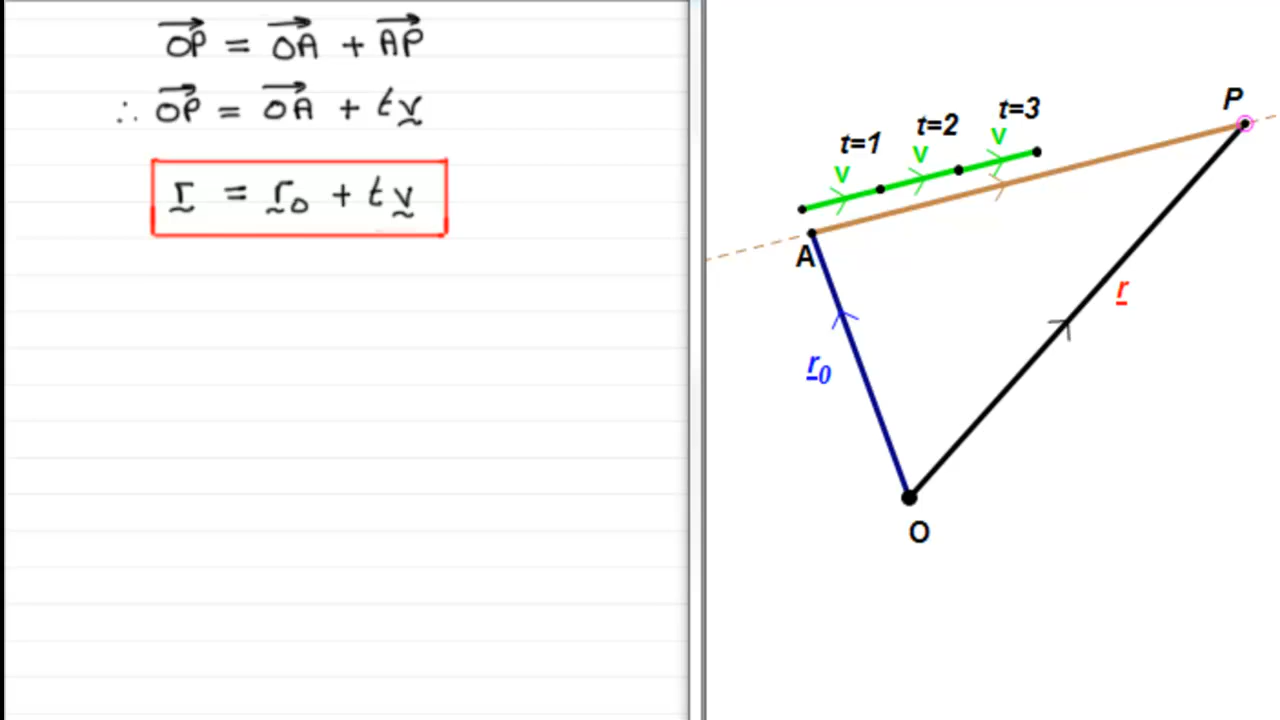 OP = OA + AP
∴ OP = OA + tv
r = r₀ + tv
P
t=3
t=2
t=1
v
v
v
A
r
r₀
O